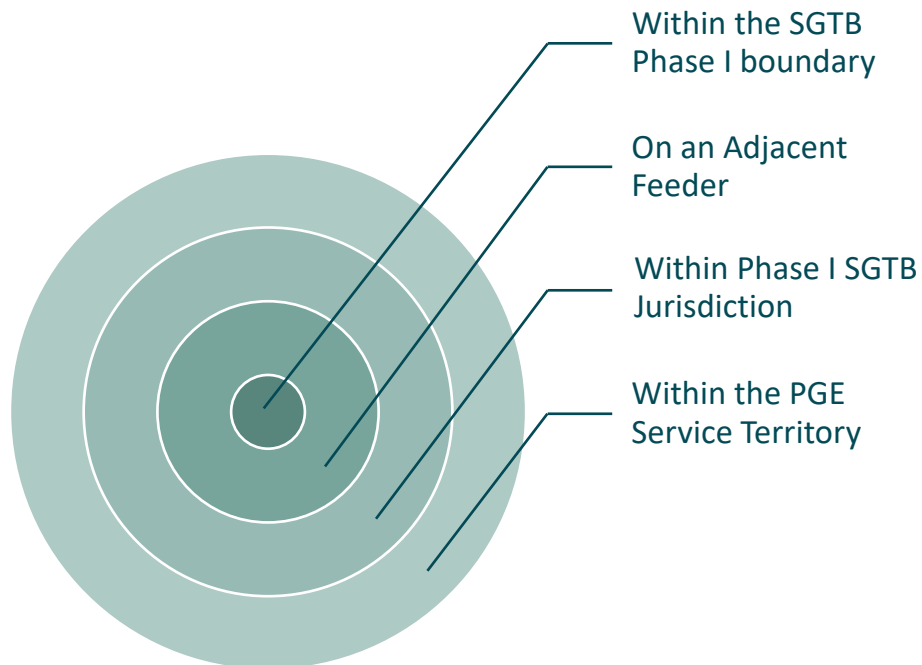 Within the SGTB
Phase I boundary
On an Adjacent
Feeder
Within Phase I SGTB
Jurisdiction
Within the PGE
Service Territory